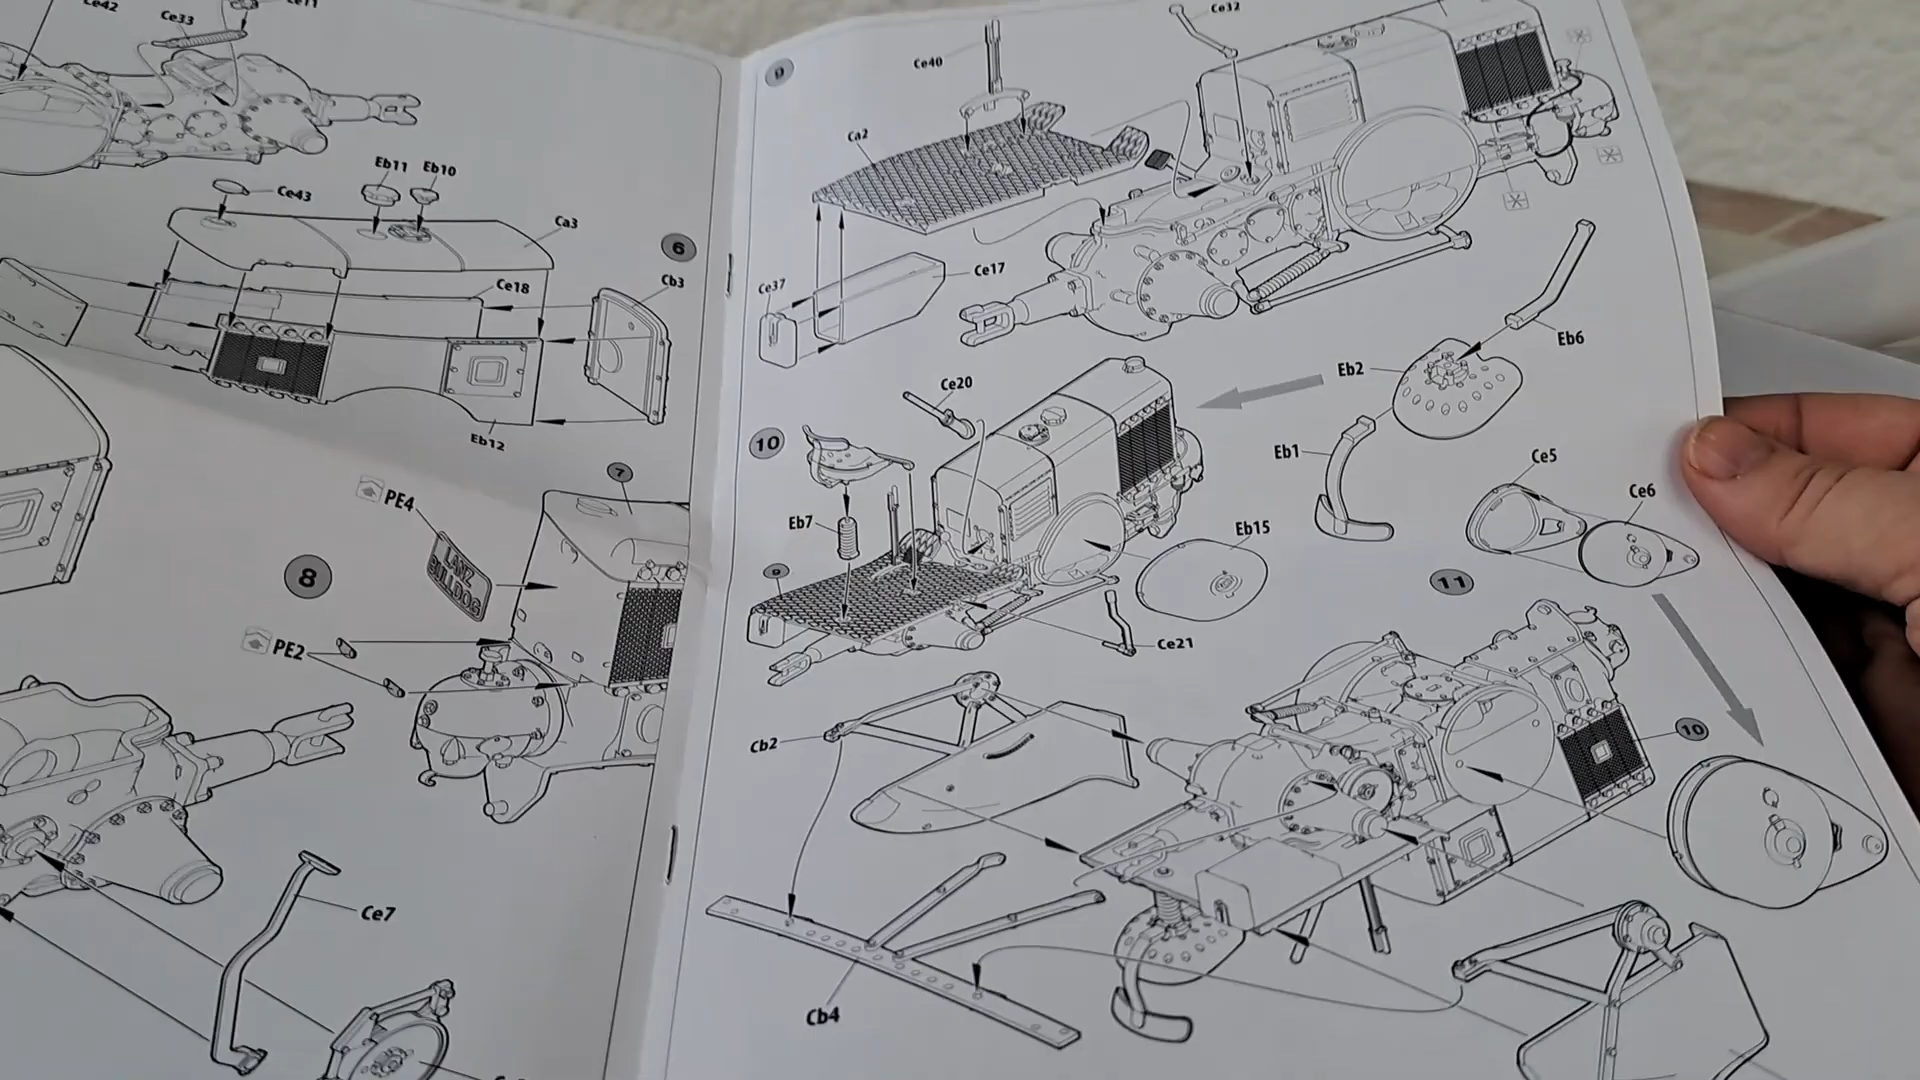 Ce42
Ce33
Ce11
Eb11
Eb10
Ce43
Ca3
6
Ce18
Cb3
Eb12
7
PE4
LANZ
BULLDOG
8
PE2
Ce7
9
Ce40
Ce32
Ca2
Ce17
Ce37
Eb6
Eb2
Ce20
10
Eb1
Ce5
Ce6
Eb7
Eb15
9
11
Ce21
Cb2
10
Cb4